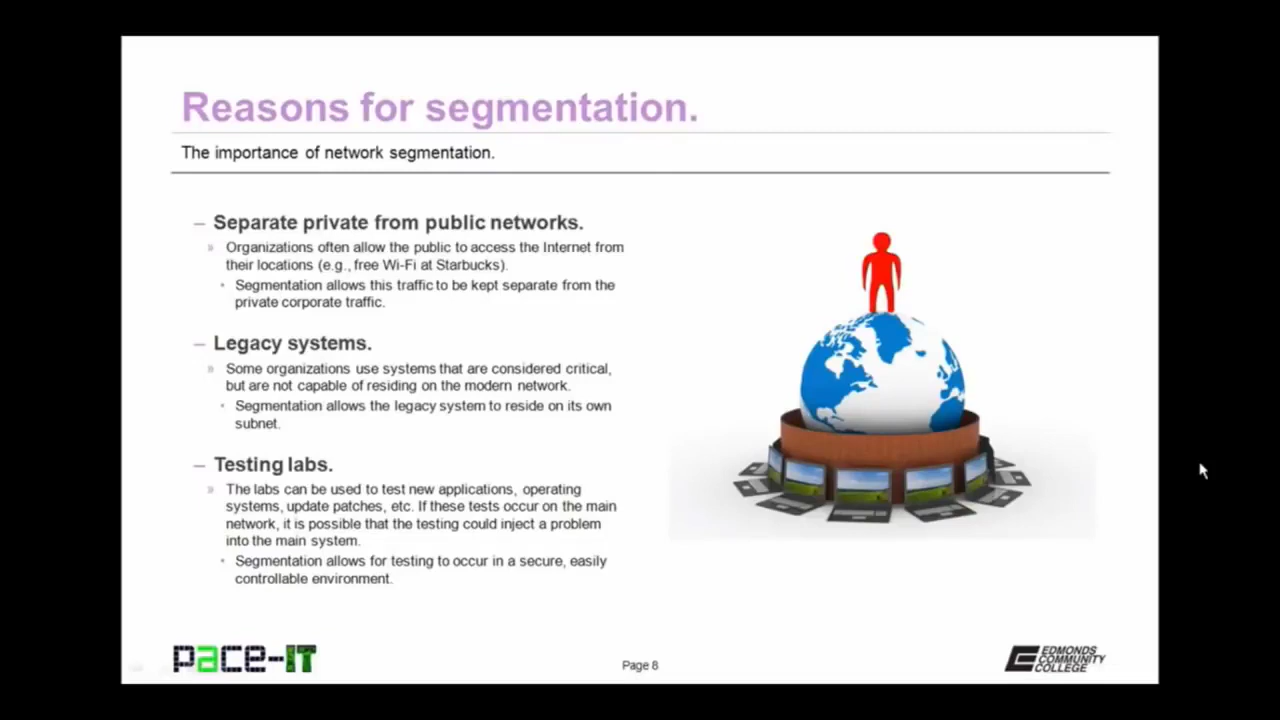 Reasons for segmentation.
The importance of network segmentation.
– Separate private from public networks.
» Organizations often allow the public to access the Internet from
their locations (e.g., free Wi-Fi at Starbucks).
• Segmentation allows this traffic to be kept separate from the
private corporate traffic.
– Legacy systems.
» Some organizations use systems that are considered critical,
but are not capable of residing on the modern network.
• Segmentation allows the legacy system to reside on its own
subnet.
– Testing labs.
» The labs can be used to test new applications, operating
systems, update patches, etc. If these tests occur on the main
network, it is possible that the testing could inject a problem
into the main system.
• Segmentation allows for testing to occur in a secure, easily
controllable environment.
pace-IT
Page 8
EDMONDS
COMMUNITY
COLLEGE